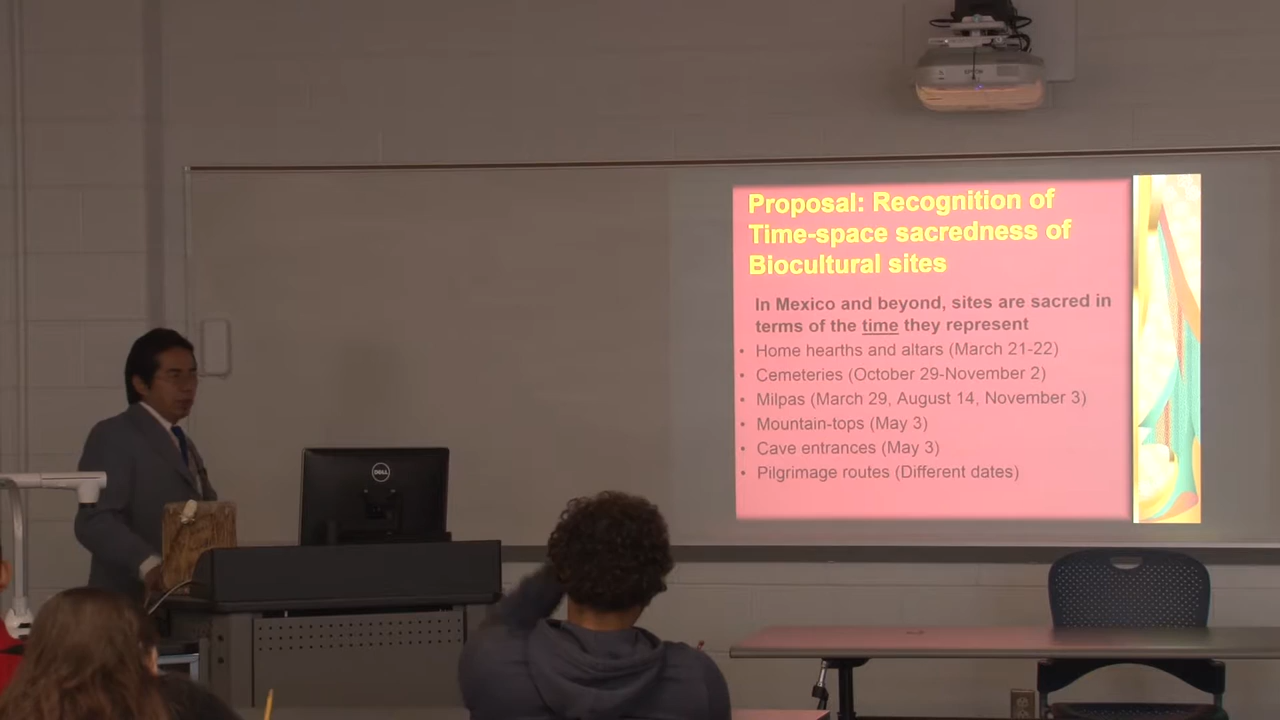 EPSON
Proposal: Recognition of
Time-space sacredness of
Biocultural sites
In Mexico and beyond, sites are sacred in
terms of the time they represent
• Home hearths and altars (March 21-22)
• Cemeteries (October 29-November 2)
• Milpas (March 29, August 14, November 3)
• Mountain-tops (May 3)
• Cave entrances (May 3)
• Pilgrimage routes (Different dates)
DELL